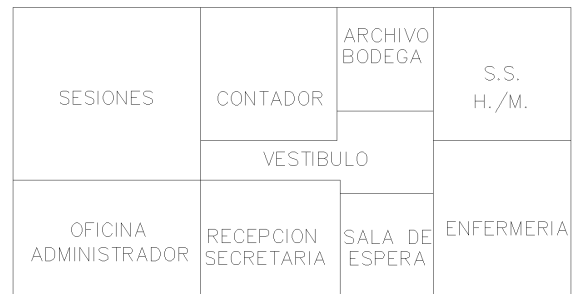 ARCHIVO
BODEGA
SESIONES
CONTADOR
S.S.
H./M.
VESTIBULO
OFICINA
ADMINISTRADOR
RECEPCION
SECRETARIA
SALA DE
ESPERA
ENFERMERIA